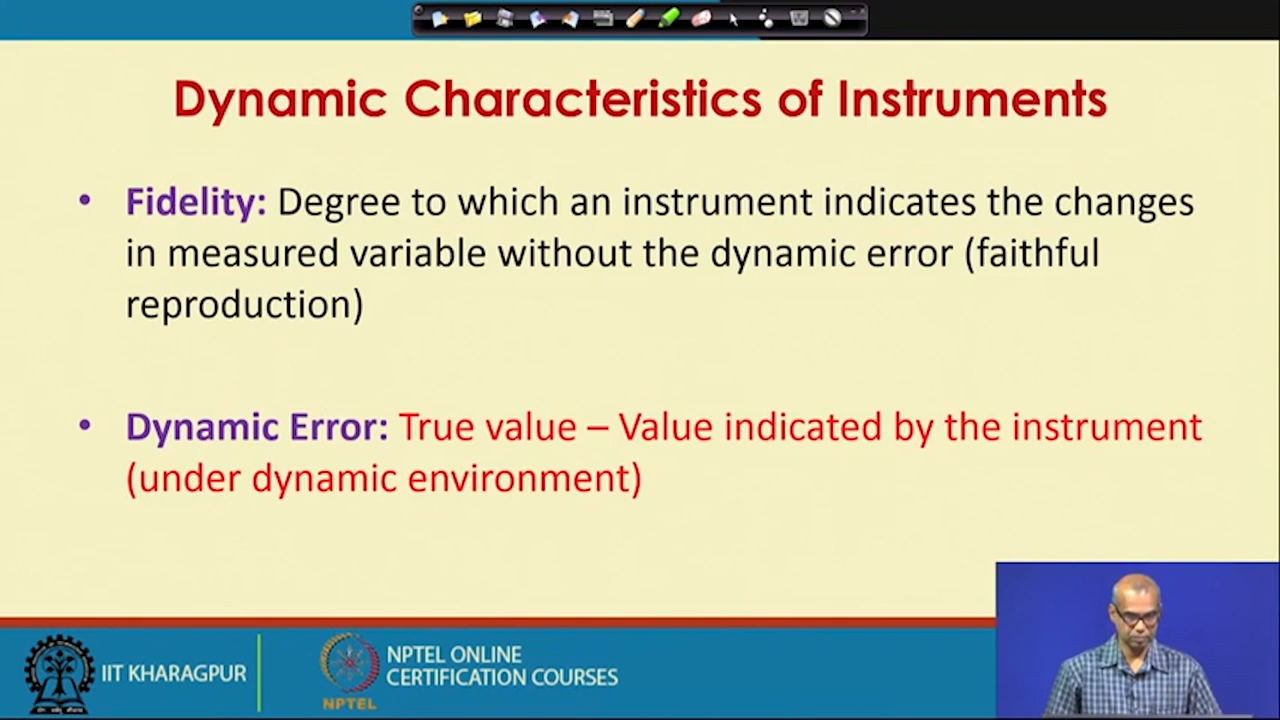 Dynamic Characteristics of Instruments
• Fidelity: Degree to which an instrument indicates the changes
in measured variable without the dynamic error (faithful
reproduction)
• Dynamic Error: True value – Value indicated by the instrument
(under dynamic environment)
IIT KHARAGPUR
NPTEL ONLINE
CERTIFICATION COURSES
NPTEL